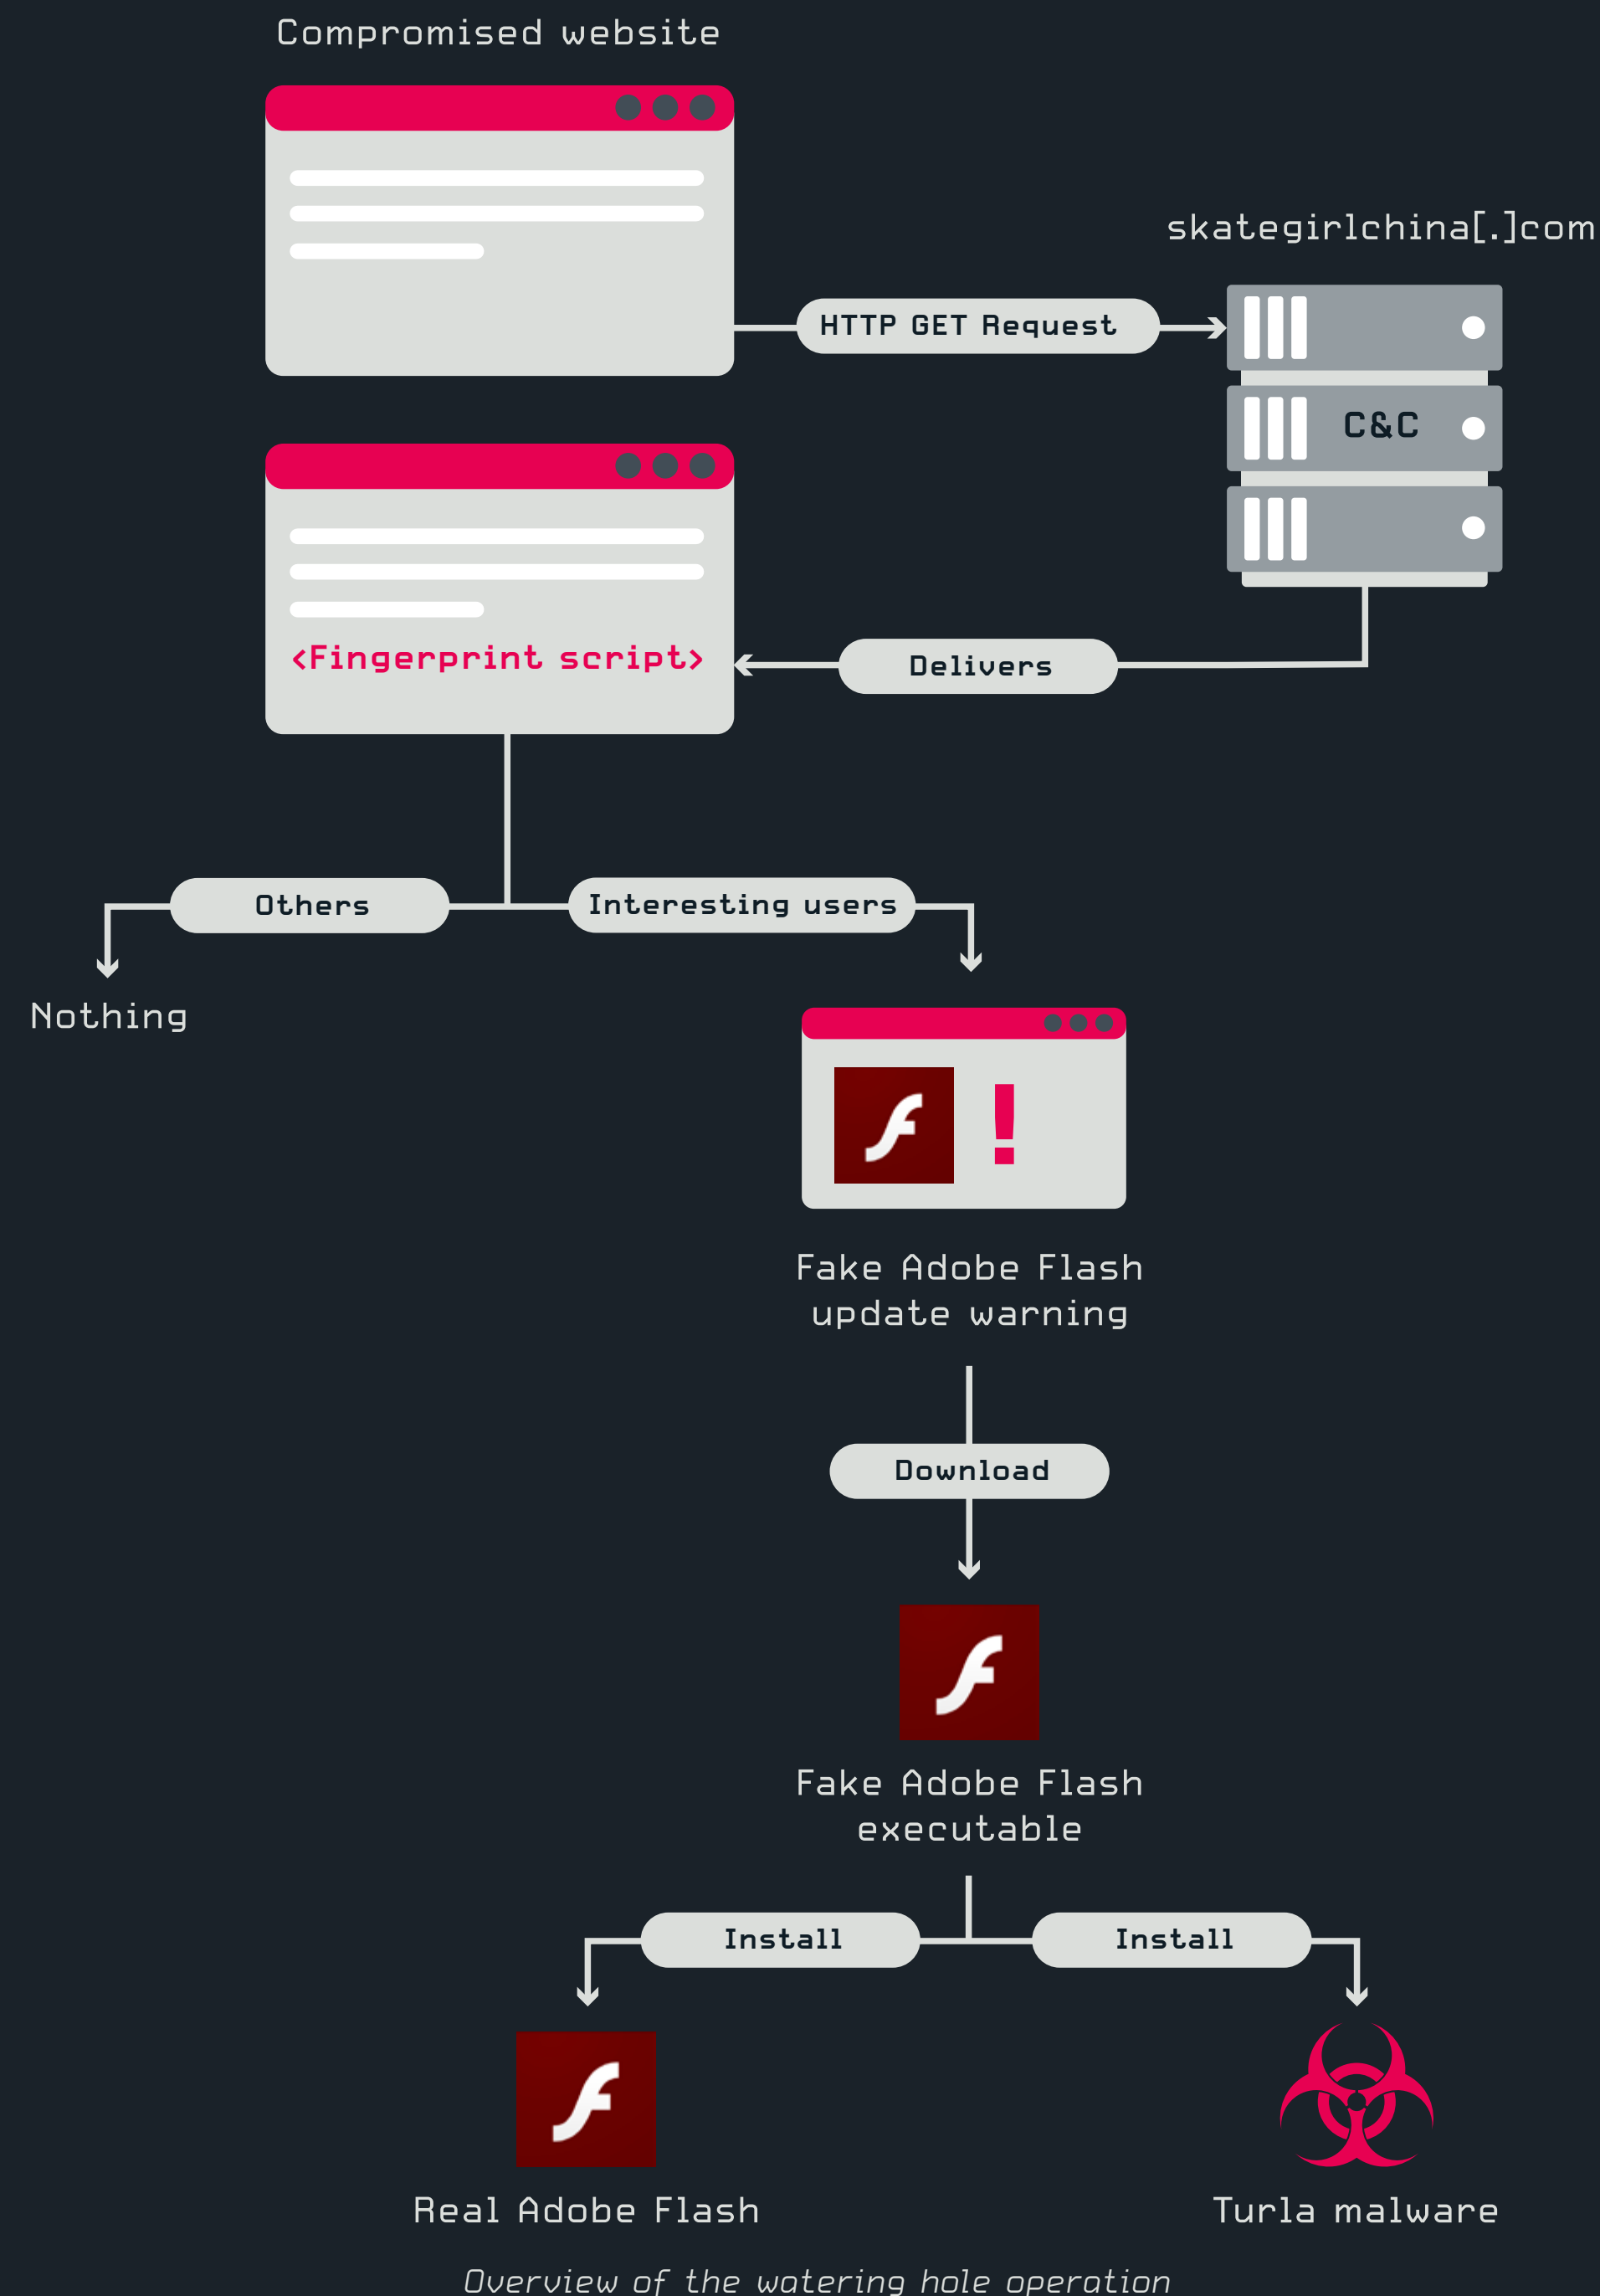 Compromised website
skategirlchina[.]com
HTTP GET Request
C&C
<Fingerprint script>
Delivers
Others
Interesting users
Nothing
!
Fake Adobe Flash
update warning
Download
Fake Adobe Flash
executable
Install
Install
Real Adobe Flash
Turla malware
Overview of the watering hole operation